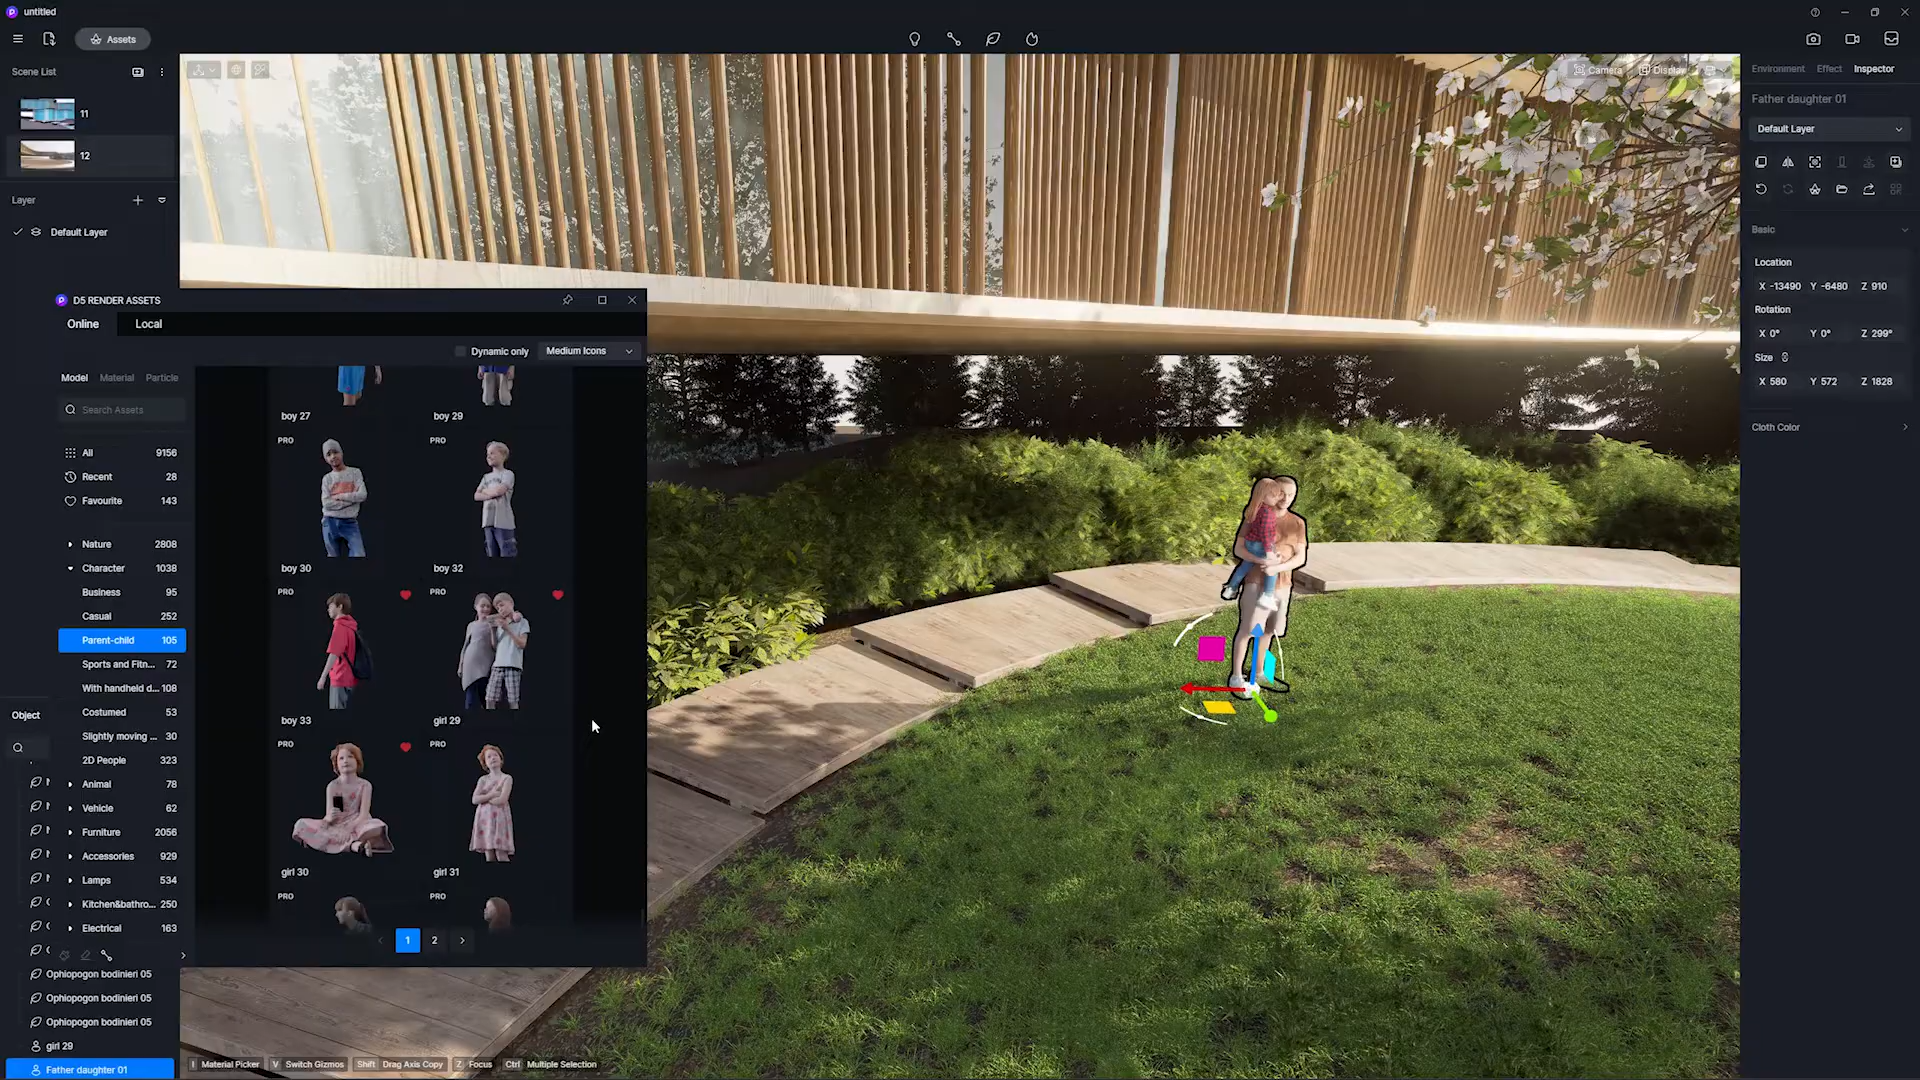 untitled
Assets
Scene List
11
12
Layer
Default Layer
D5 RENDER ASSETS
Online
Local
Dynamic only
Medium Icons
Model
Material
Particle
Search Assets
All 9156
Recent 28
Favourite 143
Nature 2808
Character 1038
Business 95
Casual 252
Parent-child 105
Sports and Fitn... 72
With handheld d... 108
Costumed 53
Slightly moving ... 30
2D People 323
Animal 78
Vehicle 62
Furniture 2056
Accessories 929
Lamps 534
Kitchen&bathro... 250
Electrical 163
boy 27
boy 29
PRO
PRO
boy 30
boy 32
PRO
PRO
boy 33
girl 29
PRO
PRO
girl 30
girl 31
PRO
PRO
1
2
Object
Ophiopogon bodinieri 05
Ophiopogon bodinieri 05
Ophiopogon bodinieri 05
girl 29
Father daughter 01
I Material Picker
V Switch Gizmos
Shift Drag Axis Copy
Z Focus
Ctrl Multiple Selection
Camera
Display
Environment
Effect
Inspector
Father daughter 01
Default Layer
Basic
Location
X -13490 Y -6480 Z 910
Rotation
X 0° Y 0° Z 299°
Size
X 580 Y 572 Z 1828
Cloth Color